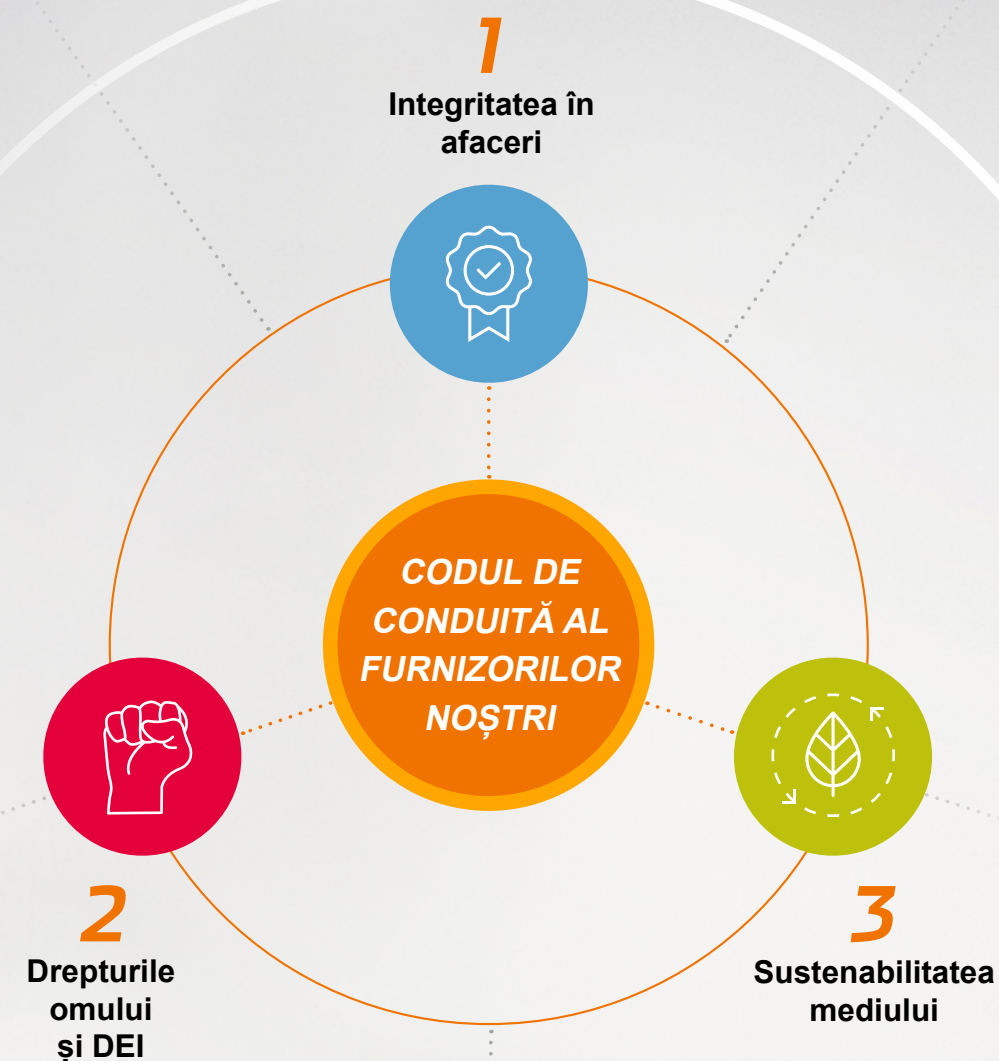 1
Integritatea în
afaceri
CODUL DE
CONDUITĂ AL
FURNIZORILOR
NOȘTRI
2
Drepturile
omului
și DEI
3
Sustenabilitatea
mediului